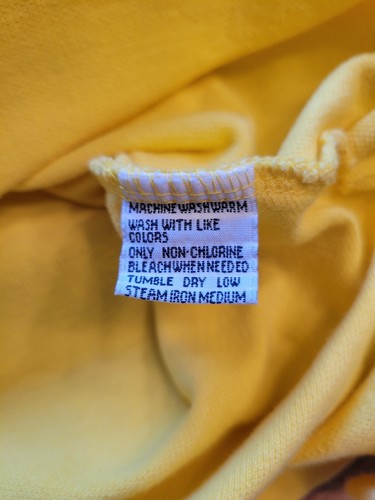 MACHINE WASH WARM
WASH WITH LIKE
COLORS
ONLY NON-CHLORINE
BLEACH WHEN NEEDED
TUMBLE DRY LOW
STEAM IRON MEDIUM